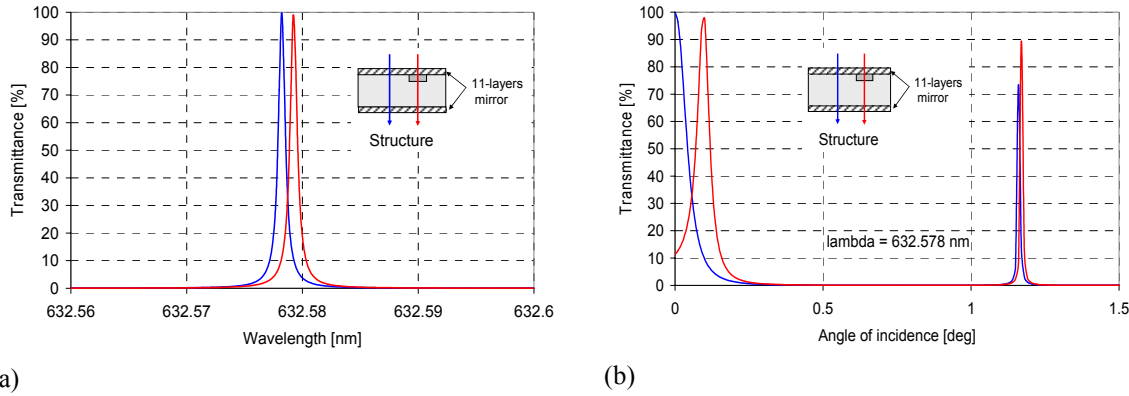 100
90
80
70
60
50
40
30
20
10
0
Transmittance [%]
632.56
632.57
632.58
632.59
632.6
Wavelength [nm]
11-layers
mirror
Structure
a)
100
90
80
70
60
50
40
30
20
10
0
Transmittance [%]
0
0.5
1
1.5
Angle of incidence [deg]
11-layers
mirror
Structure
lambda = 632.578 nm
(b)